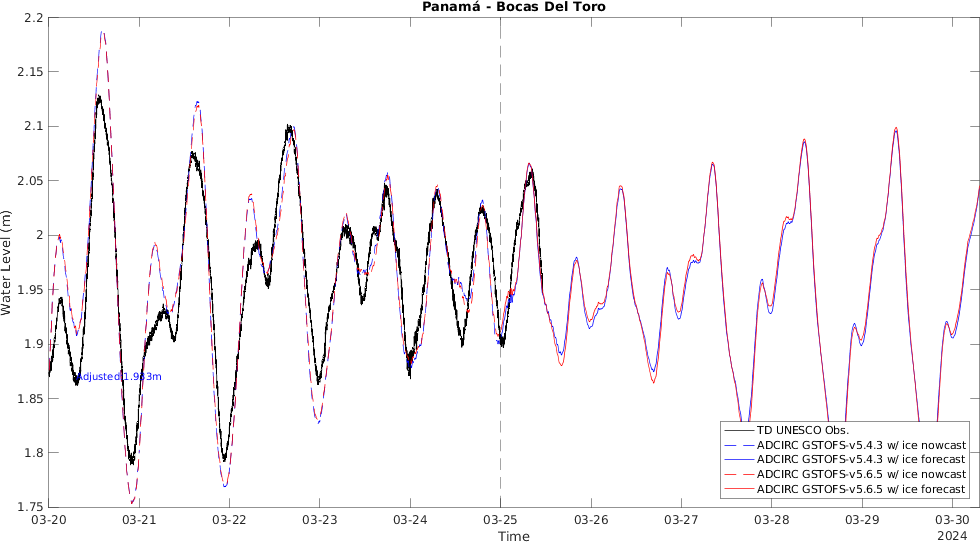 Panamá - Bocas Del Toro
Water Level (m)
2.2
2.15
2.1
2.05
2
1.95
1.9
1.85
1.8
1.75
TD UNESCO Obs.
ADCIRC GSTOFS-v5.4.3 w/ ice nowcast
ADCIRC GSTOFS-v5.4.3 w/ ice forecast
ADCIRC GSTOFS-v5.6.5 w/ ice nowcast
ADCIRC GSTOFS-v5.6.5 w/ ice forecast
03-20 03-21 03-22 03-23 03-24 03-25 03-26 03-27 03-28 03-29 03-30
Time
2024